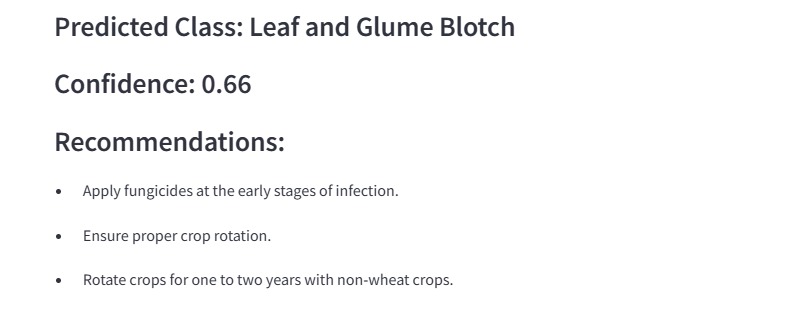 Predicted Class: Leaf and Glume Blotch
Confidence: 0.66
Recommendations:
• Apply fungicides at the early stages of infection.
• Ensure proper crop rotation.
• Rotate crops for one to two years with non-wheat crops.